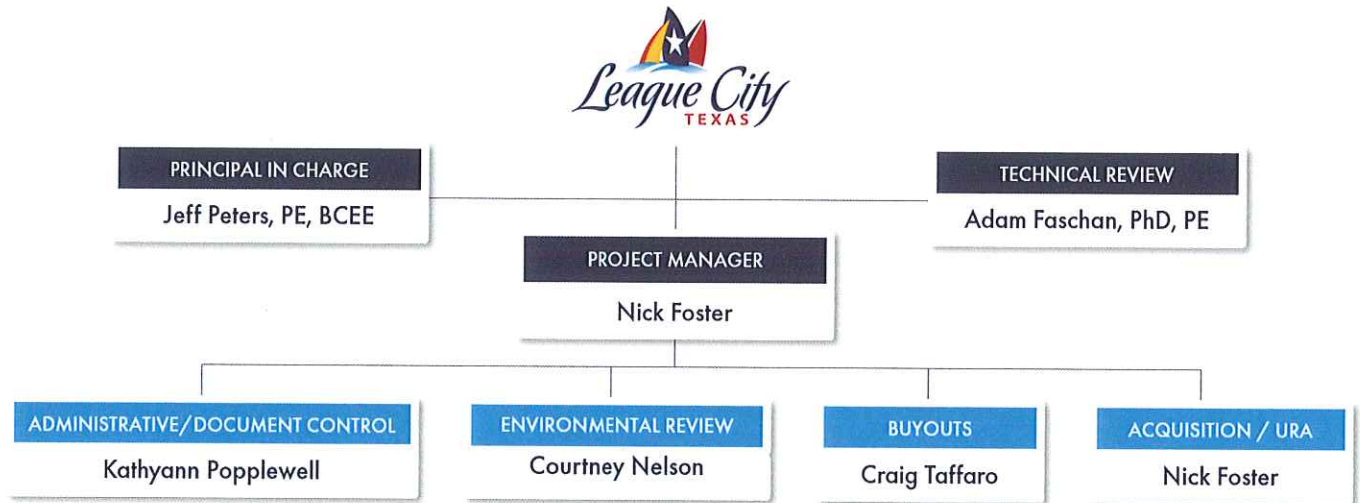 League City
TEXAS
PRINCIPAL IN CHARGE
Jeff Peters, PE, BCEE
TECHNICAL REVIEW
Adam Faschan, PhD, PE
PROJECT MANAGER
Nick Foster
ADMINISTRATIVE/DOCUMENT CONTROL
Kathyann Popplewell
ENVIRONMENTAL REVIEW
Courtney Nelson
BUYOUTS
Craig Taffaro
ACQUISITION / URA
Nick Foster